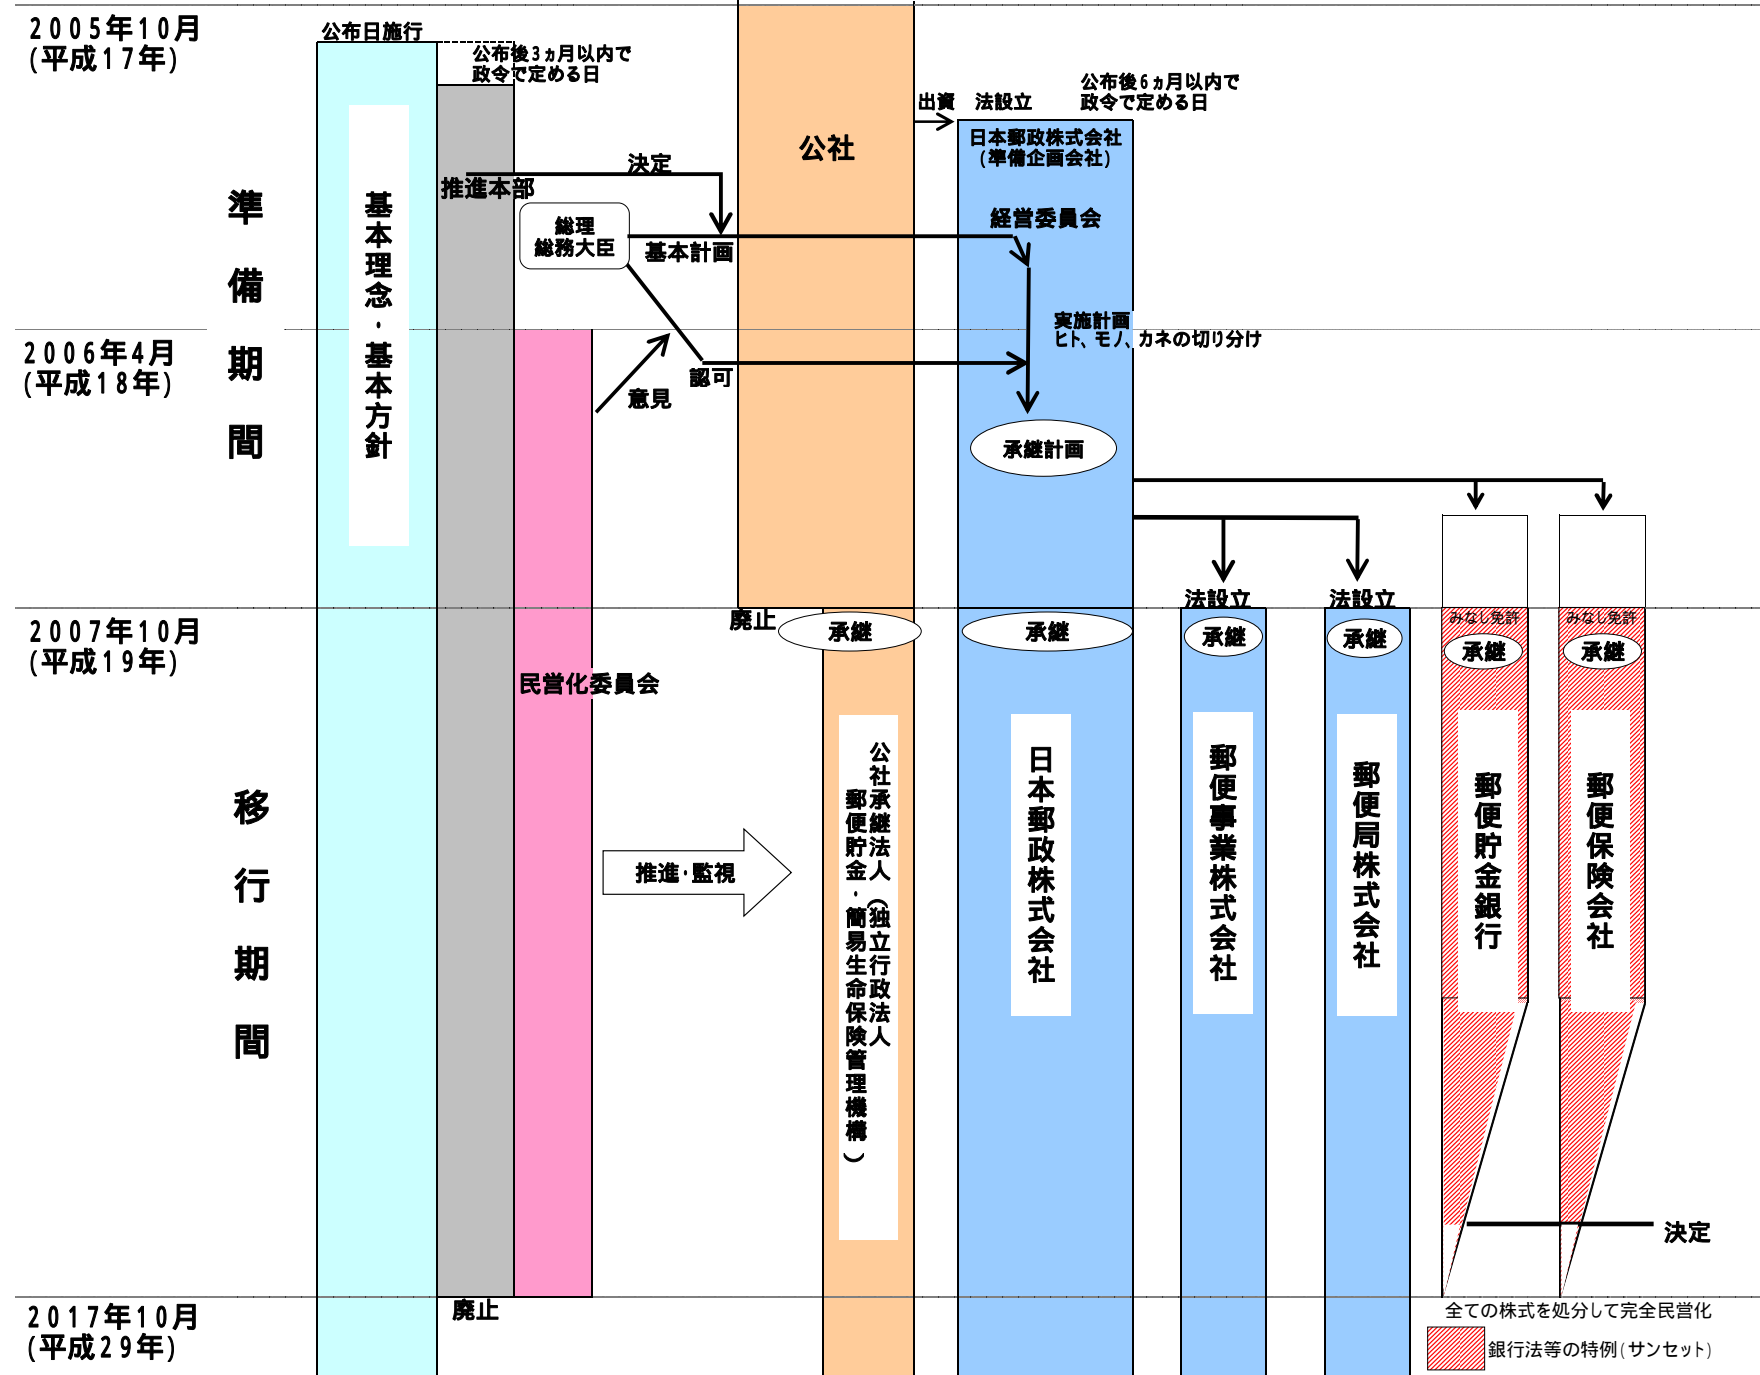 2005年10月
(平成17年)
公布日施行
公布後3ヵ月以内で
政令で定める日
公布後6ヵ月以内で
政令で定める日
出資
法設立
公社
日本郵政株式会社
(準備企画会社)
準備期間
基本理念・基本方針
推進本部
決定
総理
総務大臣
基本計画
経営委員会
実施計画
ヒト、モノ、カネの切り分け
2006年4月
(平成18年)
認可
意見
承継計画
法設立
法設立
2007年10月
(平成19年)
廃止
承継
承継
承継
承継
みなし免許
承継
みなし免許
承継
民営化委員会
移行期間
推進・監視
公社承継法人(独立行政法人
郵便貯金・簡易生命保険管理機構)
日本郵政株式会社
郵便事業株式会社
郵便局株式会社
郵便貯金銀行
郵便保険会社
決定
2017年10月
(平成29年)
廃止
全ての株式を処分して完全民営化
銀行法等の特例(サンセット)